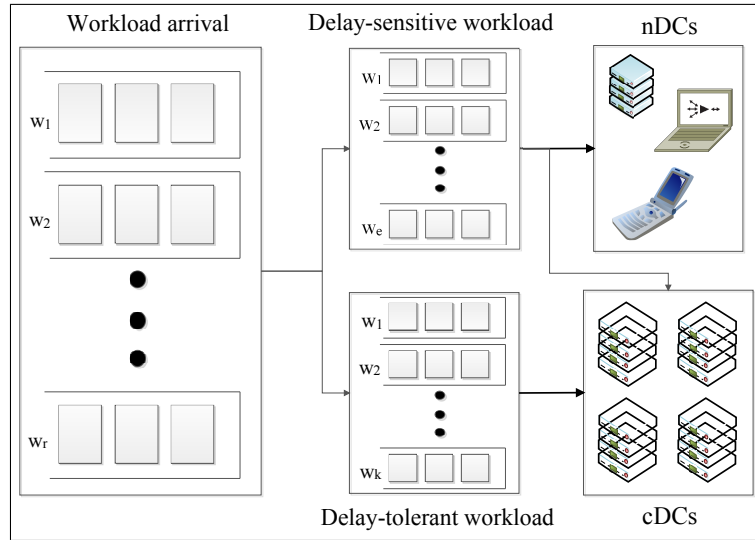 Workload arrival
w1
w2
wr
Delay-sensitive workload
w1
w2
we
w1
w2
wk
Delay-tolerant workload
nDCs
cDCs